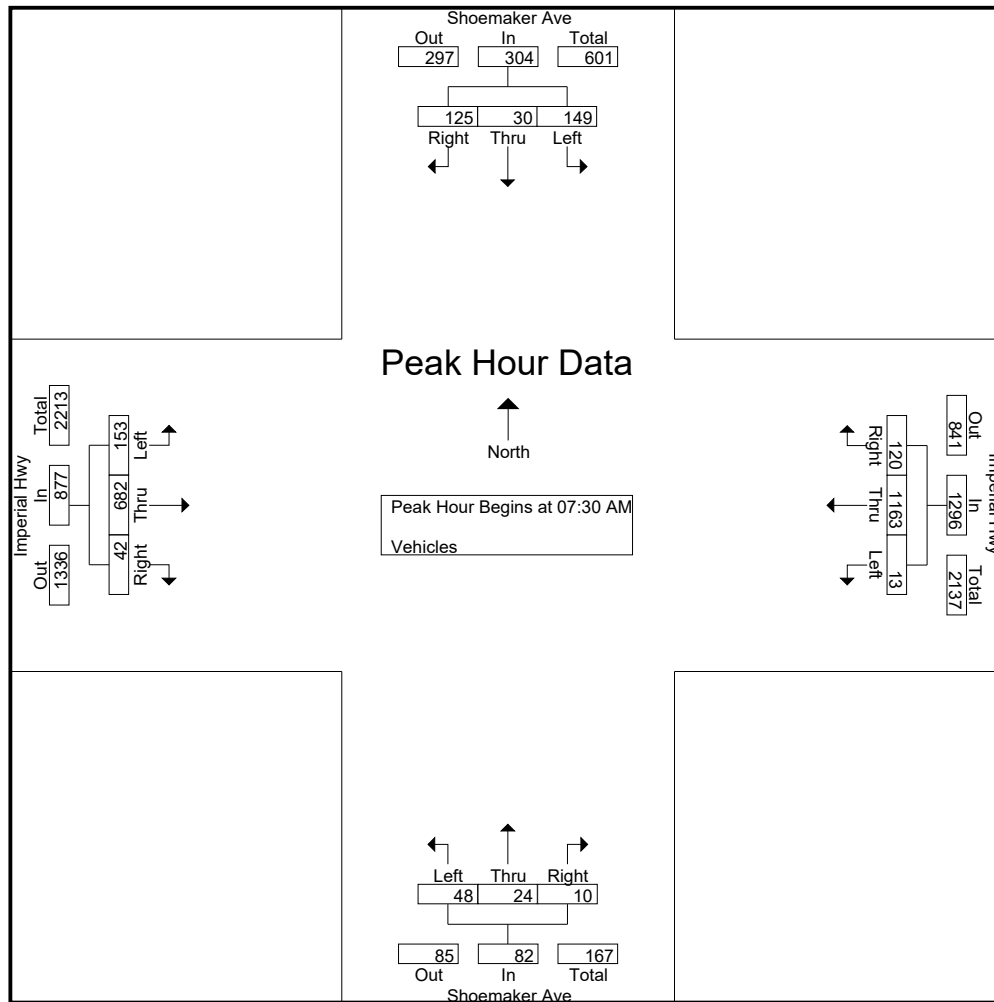 Shoemaker Ave
Out In Total
297 304 601
125 30 149
Right Thru Left
Peak Hour Data
North
Peak Hour Begins at 07:30 AM
Vehicles
Imperial Hwy
Out In Total
1336 877 2213
42 682 153
Right Thru Left
Imperial Hwy
Out In Total
841 1296 2137
120 1163 13
Right Thru Left
Left Thru Right
48 24 10
85 82 167
Out In Total
Shoemaker Ave